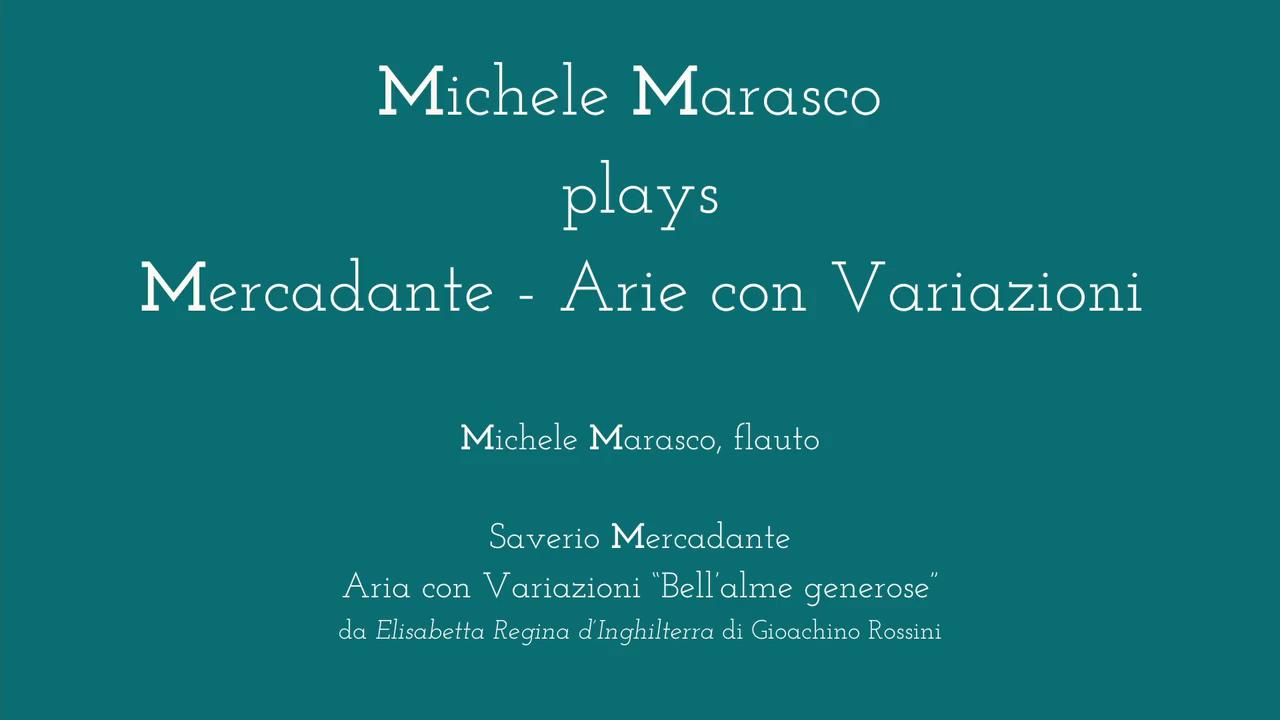 Michele Marasco
plays
Mercadante - Arie con Variazioni
Michele Marasco, flauto
Saverio Mercadante
Aria con Variazioni “Bell’alme generose”
da Elisabetta Regina d’Inghilterra di Gioachino Rossini